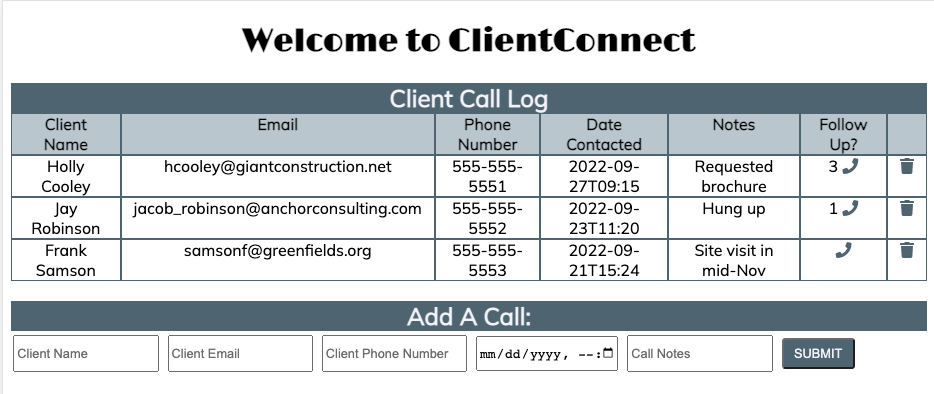 Welcome to ClientConnect
Client Call Log
Client Name Email Phone Number Date Contacted Notes Follow Up?
Holly Cooley hcooley@giantconstruction.net 555-555-5551 2022-09-27T09:15 Requested brochure 3
Jay Robinson jacob_robinson@anchorconsulting.com 555-555-5552 2022-09-23T11:20 Hung up 1
Frank Samson samsonf@greenfields.org 555-555-5553 2022-09-21T15:24 Site visit in mid-Nov
Add A Call:
Client Name Client Email Client Phone Number mm/dd/yyyy, --:-- Call Notes SUBMIT